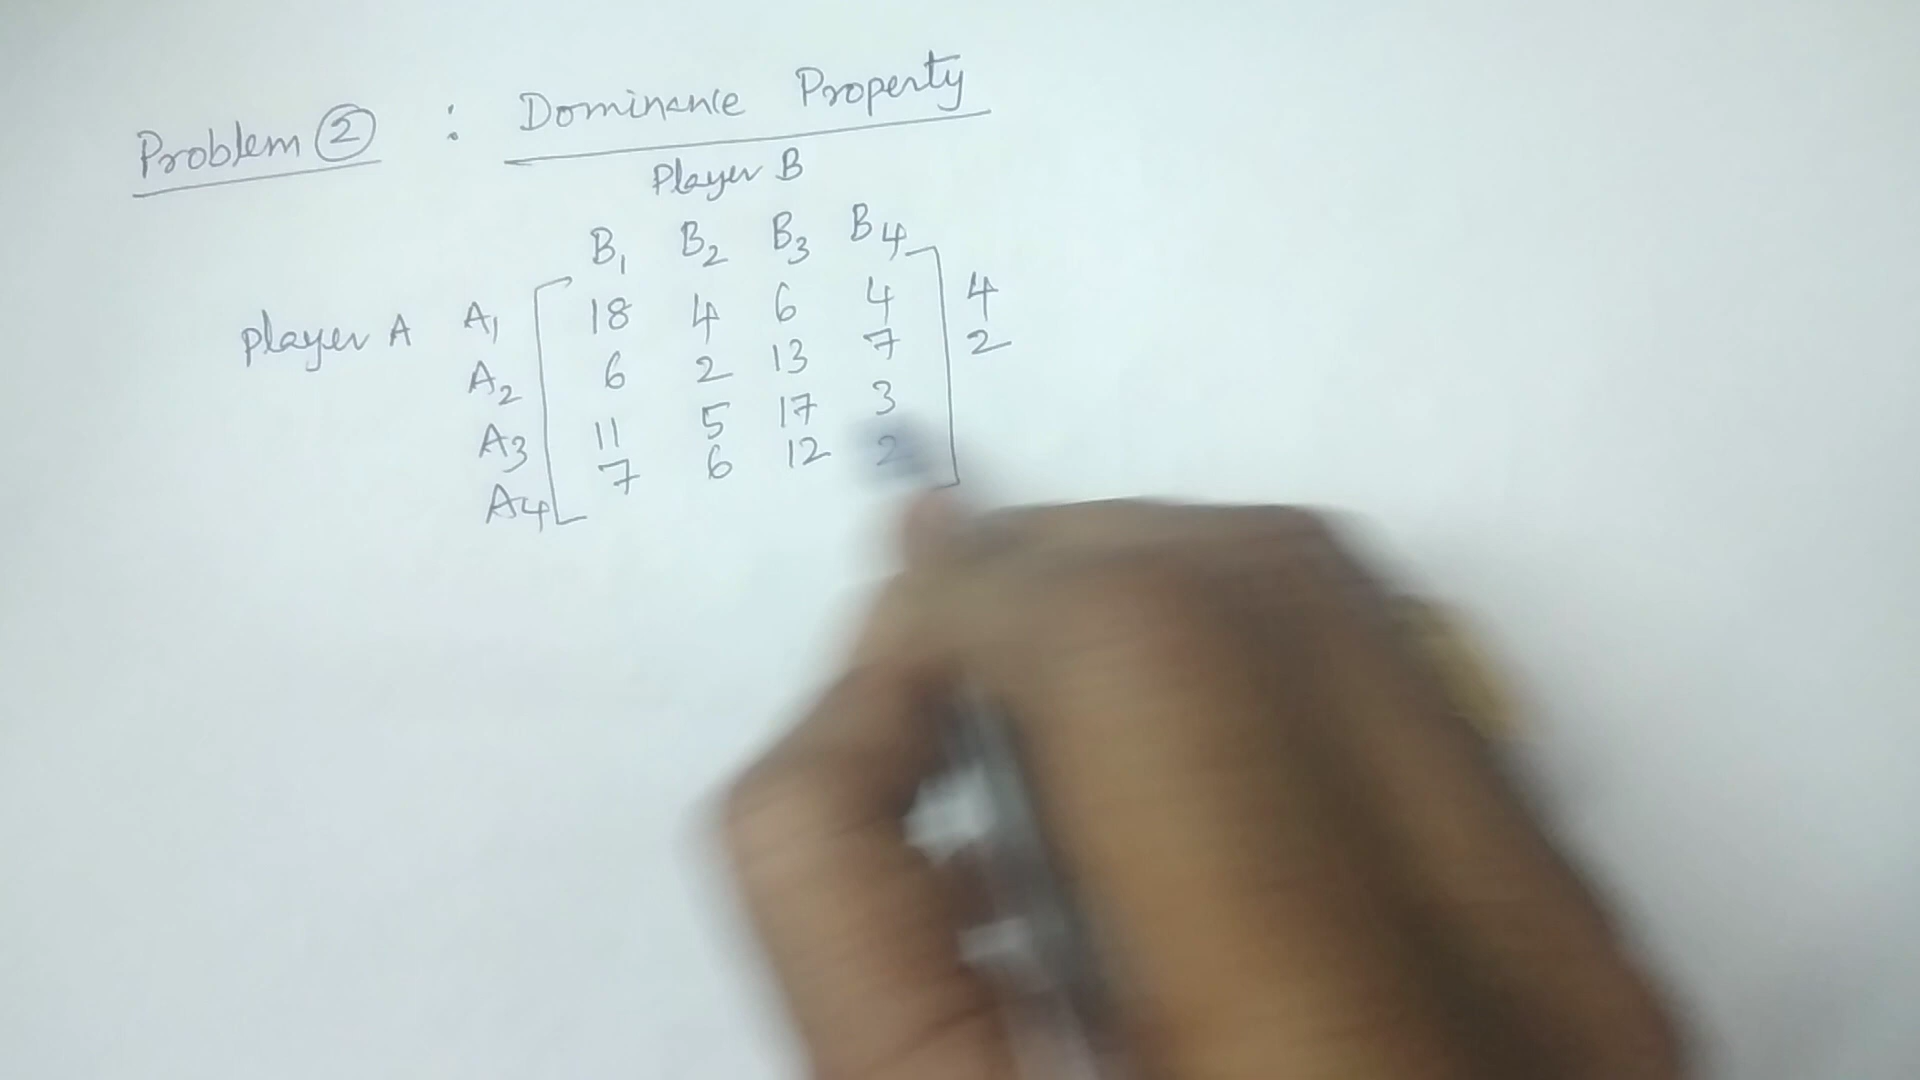 Problem ② : Dominance Property
Player B
B1 B2 B3 B4
player A A1 18 4 6 4 4
A2 6 2 13 7 2
A3 11 5 17 3
A4 7 6 12 2